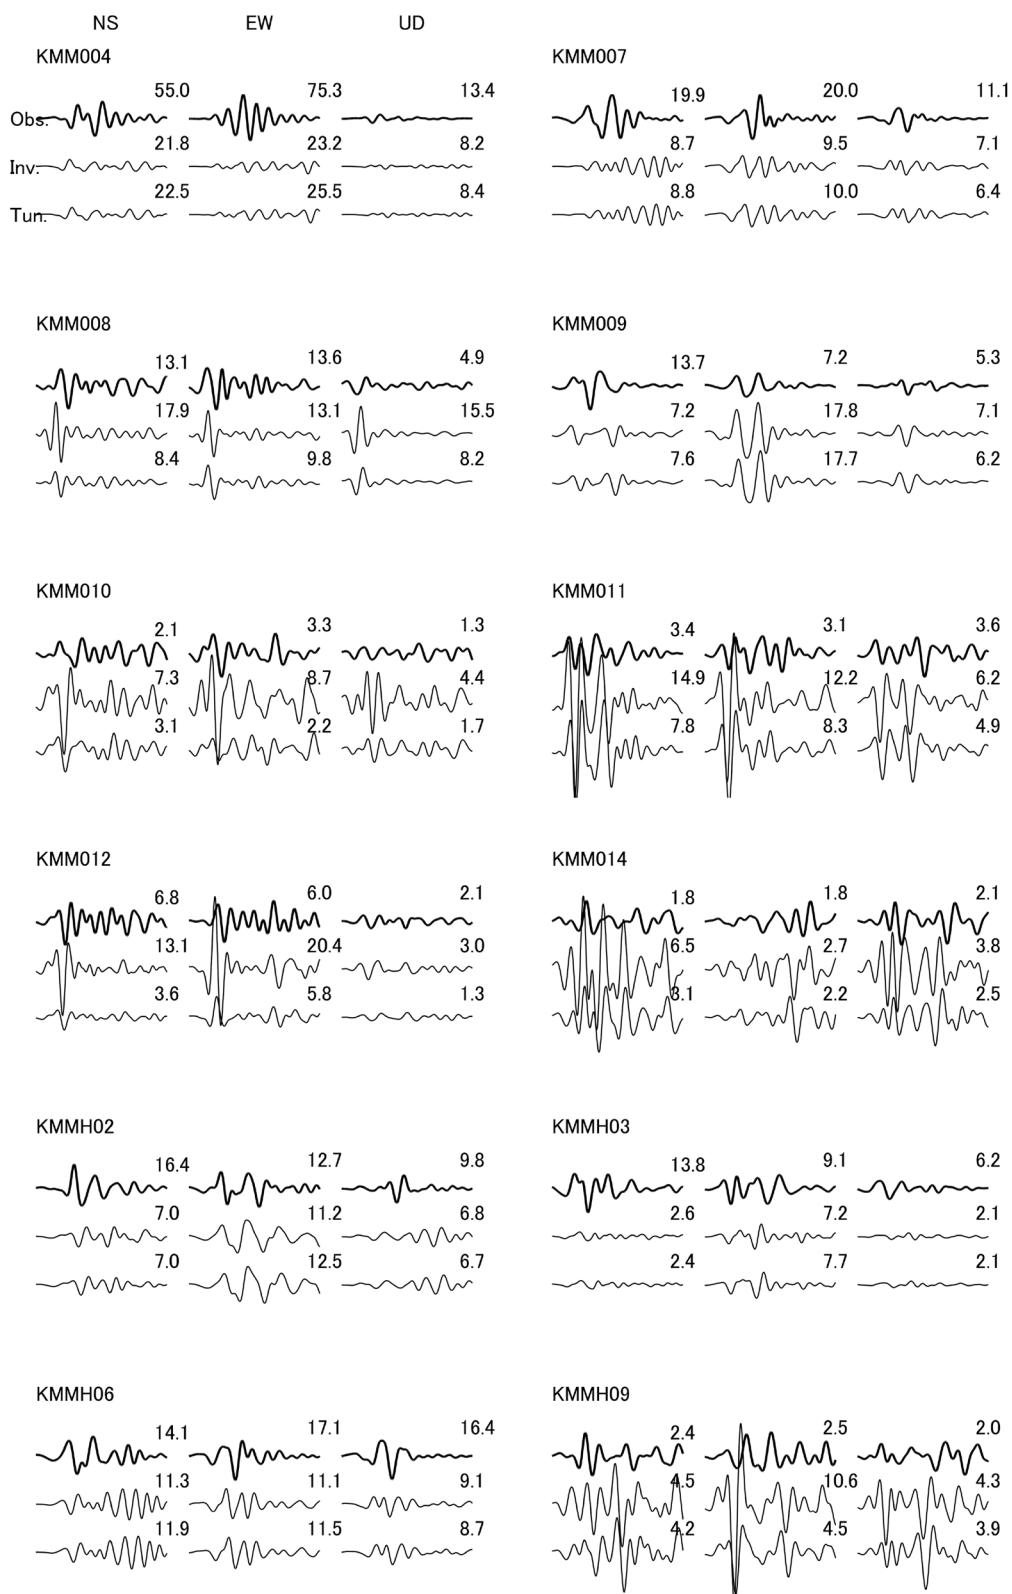 NS EW UD
KMM004 KMM007
55.0 75.3 13.4 19.9 20.0 11.1
Obs.
21.8 23.2 8.2 8.7 9.5 7.1
Inv.
22.5 25.5 8.4 8.8 10.0 6.4
Tun.
KMM008 KMM009
13.1 13.6 4.9 13.7 7.2 5.3
17.9 13.1 15.5 7.2 17.8 7.1
8.4 9.8 8.2 7.6 17.7 6.2
KMM010 KMM011
2.1 3.3 1.3 3.4 3.1 3.6
7.3 8.7 4.4 14.9 12.2 6.2
3.1 2.2 1.7 7.8 8.3 4.9
KMM012 KMM014
6.8 6.0 2.1 1.8 1.8 2.1
13.1 20.4 3.0 6.5 2.7 3.8
3.6 5.8 1.3 3.1 2.2 2.5
KMMH02 KMMH03
16.4 12.7 9.8 13.8 9.1 6.2
7.0 11.2 6.8 2.6 7.2 2.1
7.0 12.5 6.7 2.4 7.7 2.1
KMMH06 KMMH09
14.1 17.1 16.4 2.4 2.5 2.0
11.3 11.1 9.1 4.5 10.6 4.3
11.9 11.5 8.7 4.2 4.5 3.9